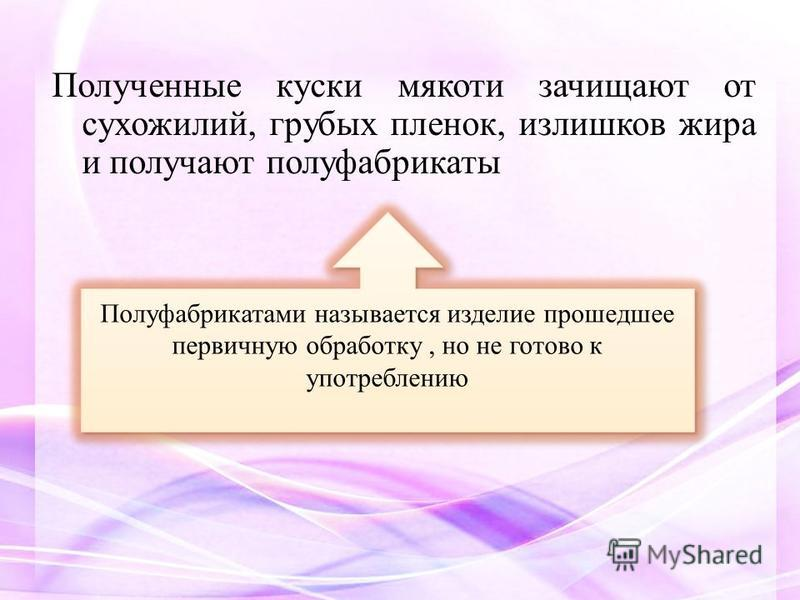 Полученные куски мякоти зачищают от
сухожилий, грубых пленок, излишков жира
и получают полуфабрикаты
Полуфабрикатами называется изделие прошедшее
первичную обработку , но не готово к
употреблению
MyShared